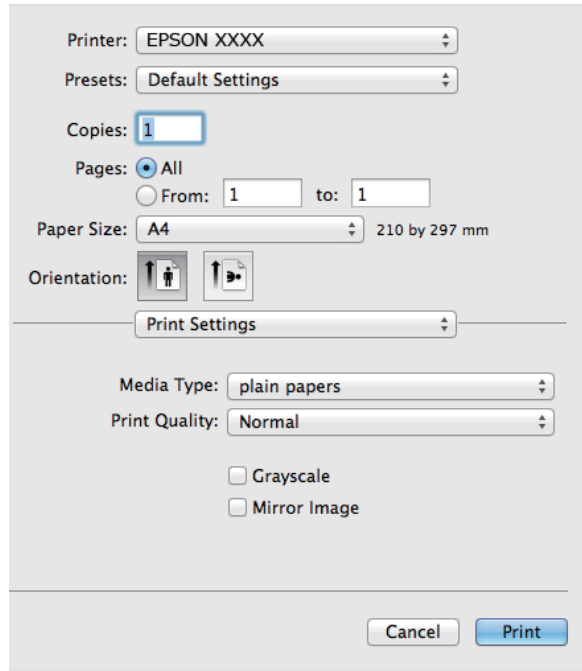 Printer: EPSON XXXX
Presets: Default Settings
Copies: 1
Pages: All
From: 1 to: 1
Paper Size: A4 210 by 297 mm
Orientation:
Print Settings
Media Type: plain papers
Print Quality: Normal
Grayscale
Mirror Image
Cancel Print